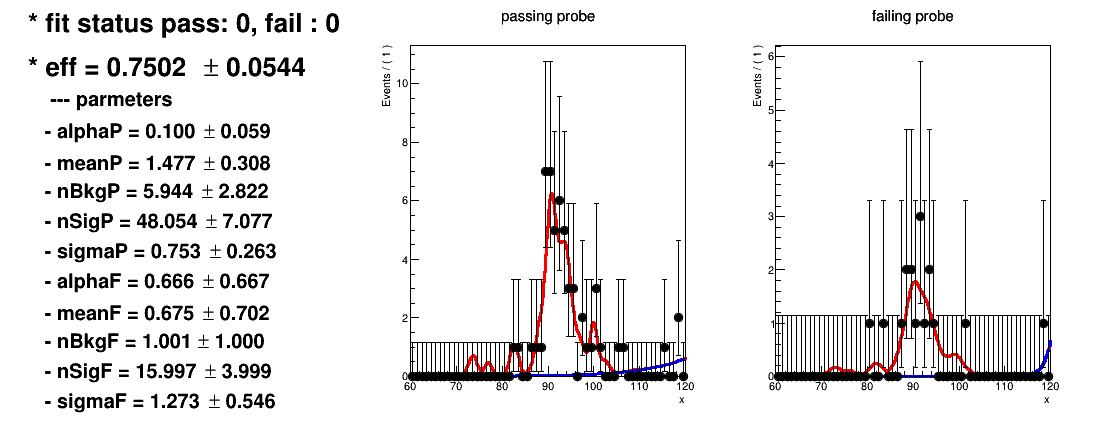 * fit status pass: 0, fail : 0
* eff = 0.7502 ± 0.0544
--- parmeters
- alphaP = 0.100 ± 0.059
- meanP = 1.477 ± 0.308
- nBkgP = 5.944 ± 2.822
- nSigP = 48.054 ± 7.077
- sigmaP = 0.753 ± 0.263
- alphaF = 0.666 ± 0.667
- meanF = 0.675 ± 0.702
- nBkgF = 1.001 ± 1.000
- nSigF = 15.997 ± 3.999
- sigmaF = 1.273 ± 0.546
passing probe
Events / ( 1 )
10
8
6
4
2
0
60 70 80 90 100 110 120
x
failing probe
Events / ( 1 )
6
5
4
3
2
1
0
60 70 80 90 100 110 120
x